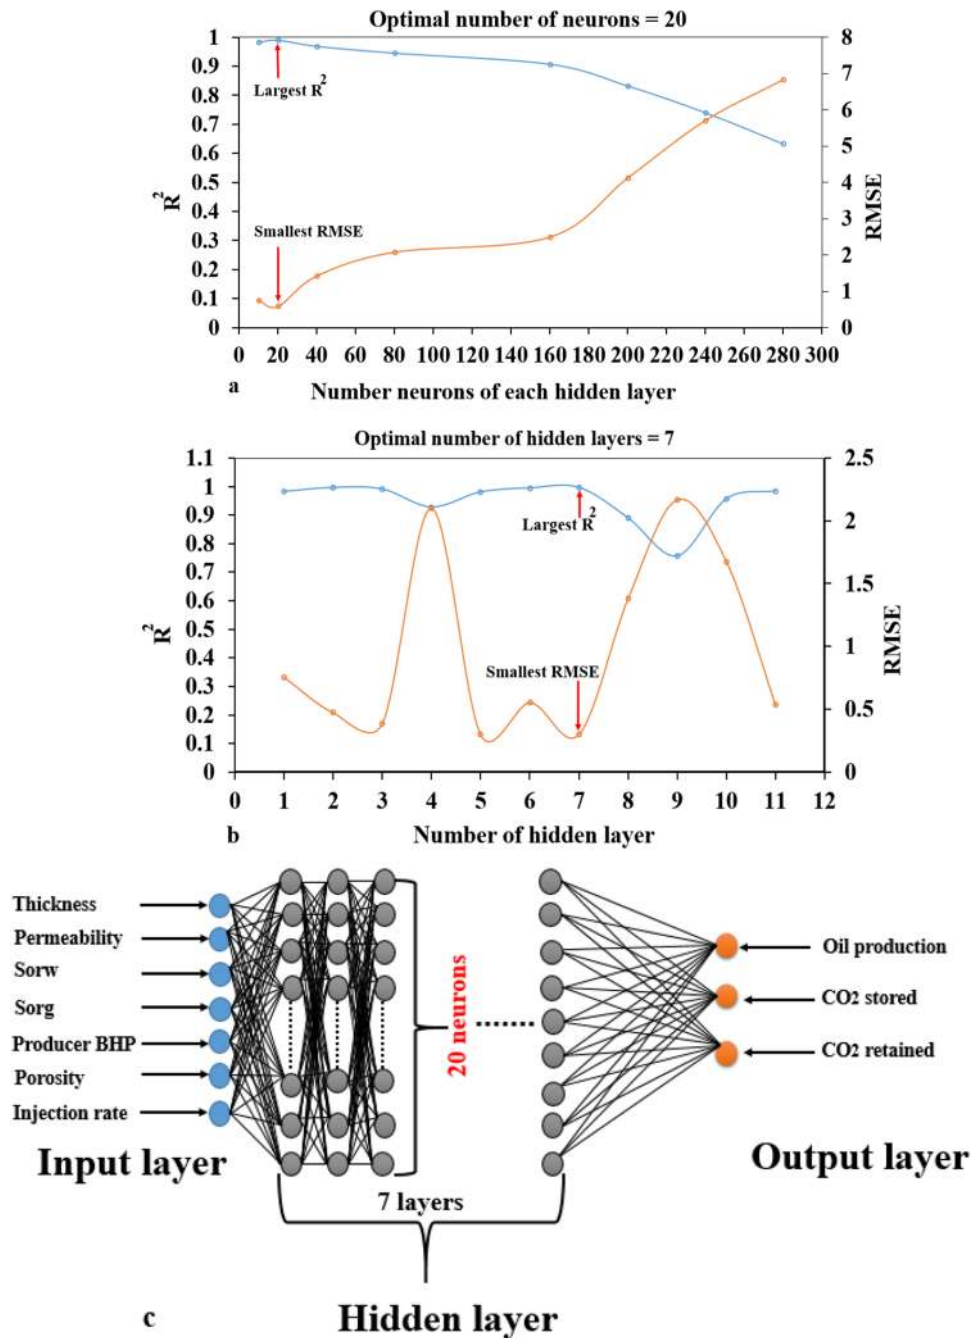 Optimal number of neurons = 20
1
0.9
0.8
0.7
0.6
0.5
0.4
0.3
0.2
0.1
0
R2
Largest R2
Smallest RMSE
8
7
6
5
4
3
2
1
0
RMSE
0 20 40 60 80 100 120 140 160 180 200 220 240 260 280 300
a
Number neurons of each hidden layer
Optimal number of hidden layers = 7
1.1
1
0.9
0.8
0.7
0.6
0.5
0.4
0.3
0.2
0.1
0
R2
Largest R2
Smallest RMSE
2.5
2
1.5
1
0.5
0
RMSE
0 1 2 3 4 5 6 7 8 9 10 11 12
b
Number of hidden layer
Thickness
Permeability
Sorw
Sorg
Producer BHP
Porosity
Injection rate
Input layer
20 neurons
7 layers
Oil production
CO2 stored
CO2 retained
Output layer
c
Hidden layer